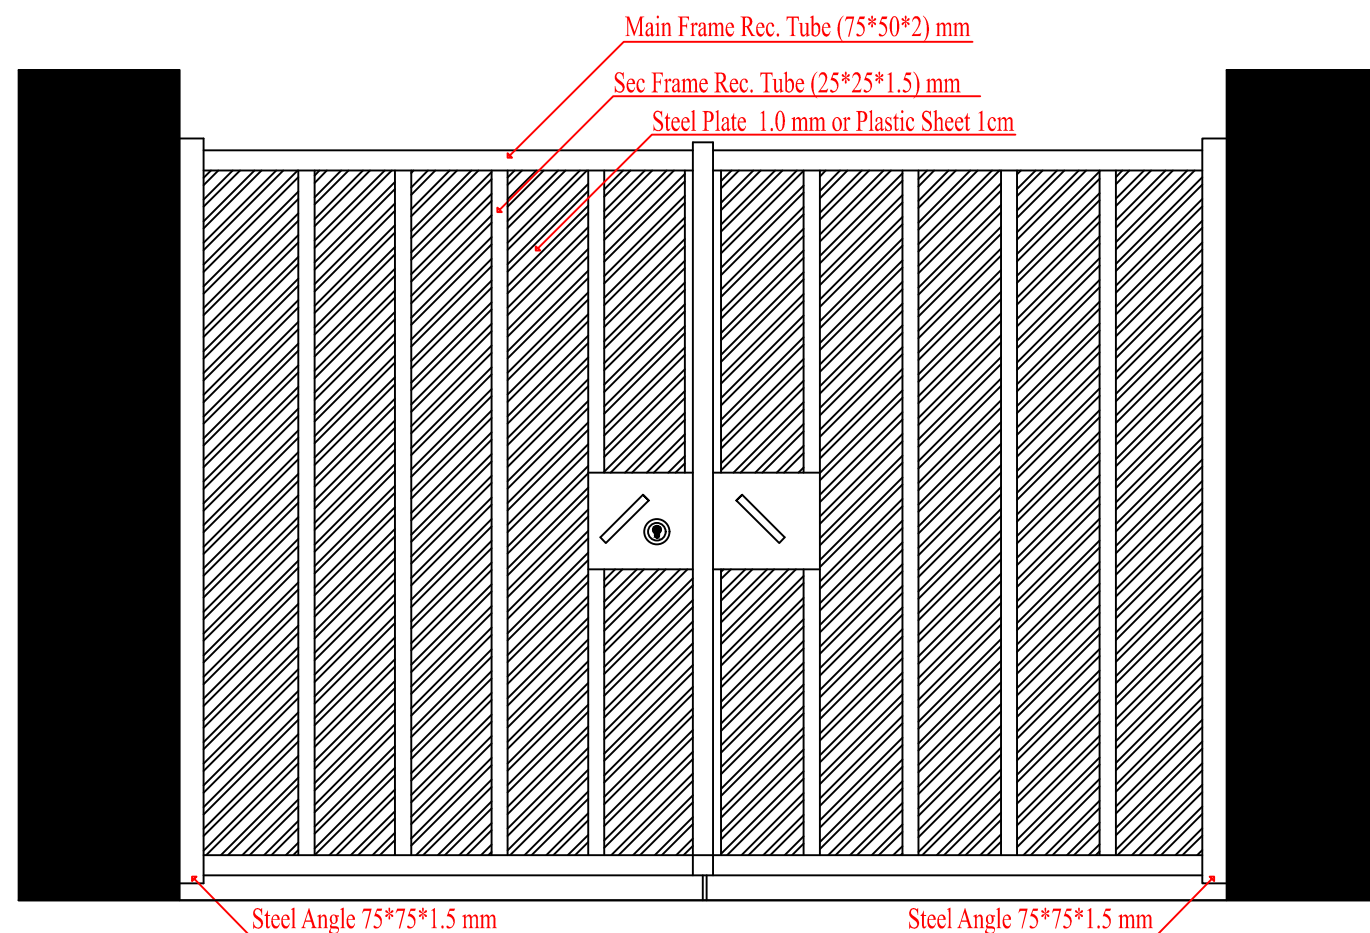 Main Frame Rec. Tube (75*50*2) mm
Sec Frame Rec. Tube (25*25*1.5) mm
Steel Plate  1.0 mm or Plastic Sheet 1cm
Steel Angle 75*75*1.5 mm
Steel Angle 75*75*1.5 mm